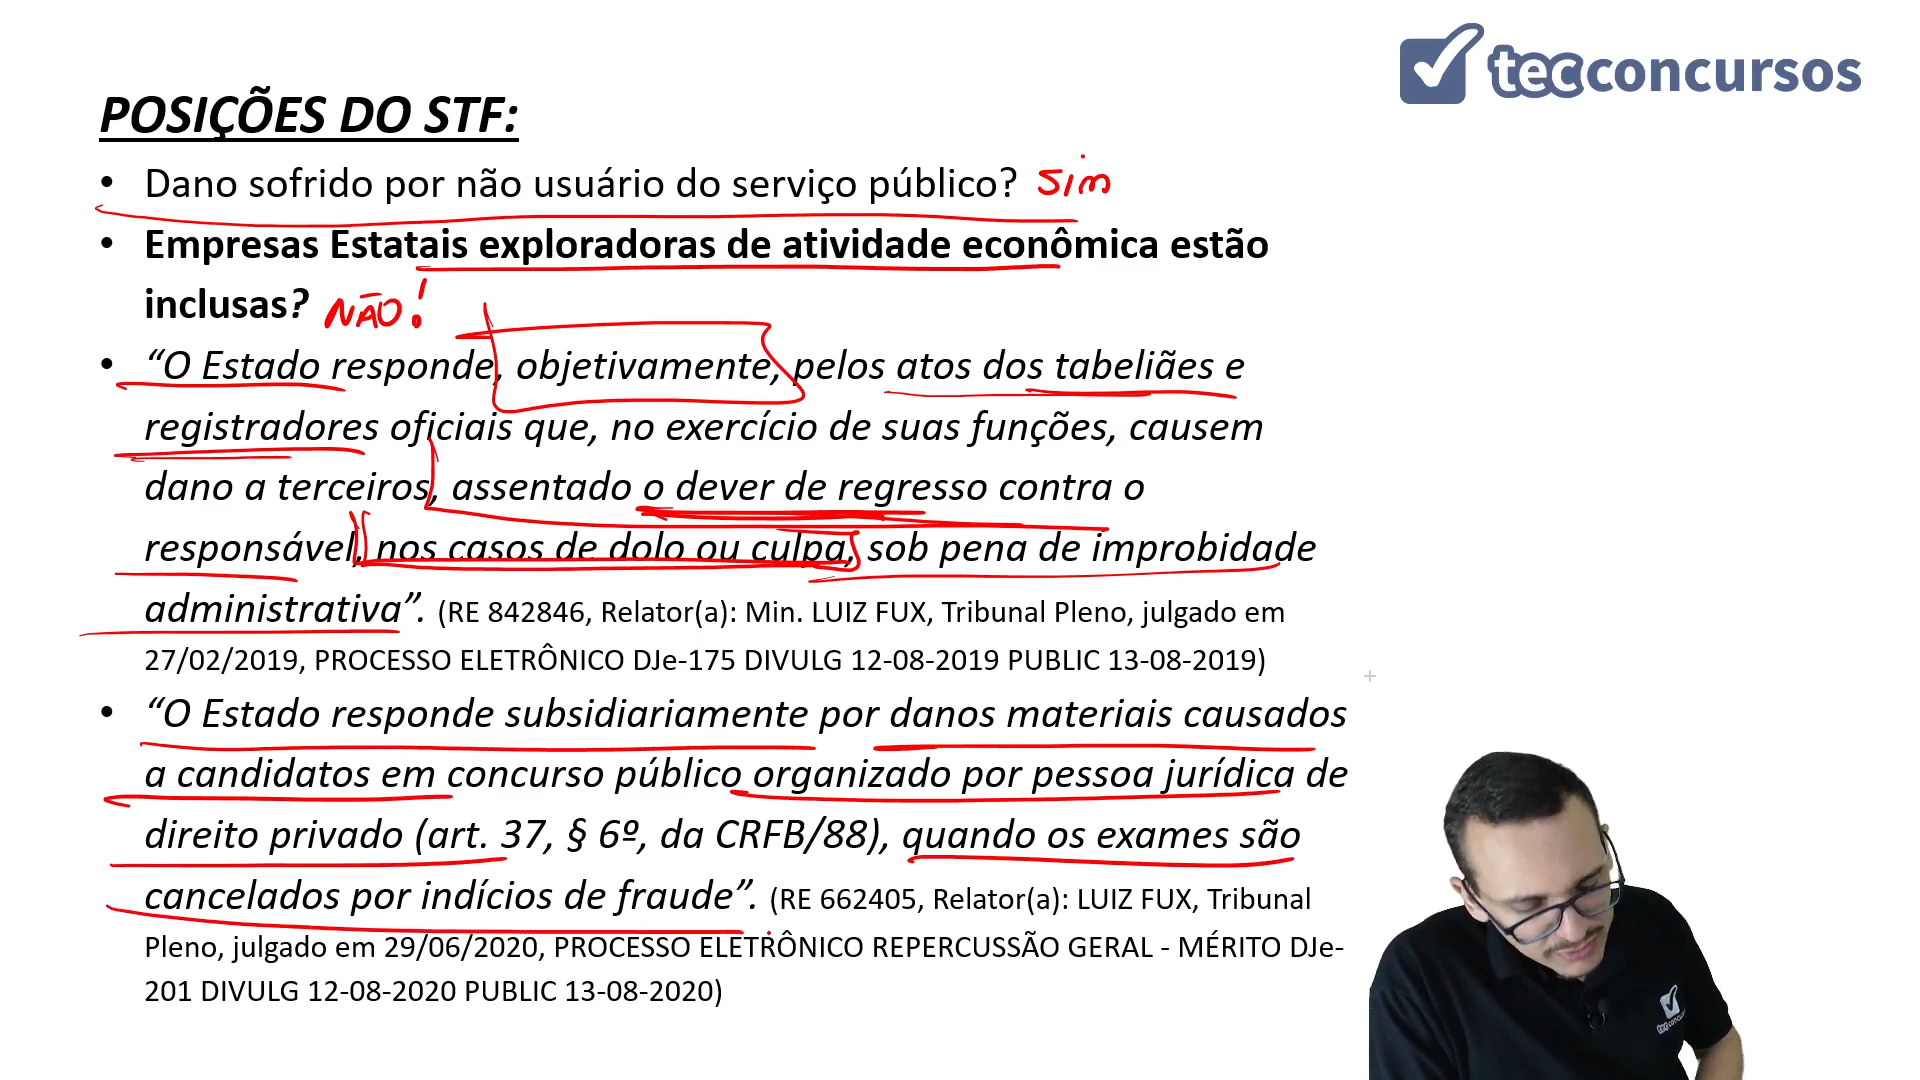 tecconcursos
POSIÇÕES DO STF:
• Dano sofrido por não usuário do serviço público? SIM
• Empresas Estatais exploradoras de atividade econômica estão
inclusas? NÃO!
• “O Estado responde, objetivamente, pelos atos dos tabeliães e
registradores oficiais que, no exercício de suas funções, causem
dano a terceiros, assentado o dever de regresso contra o
responsável, nos casos de dolo ou culpa, sob pena de improbidade
administrativa”. (RE 842846, Relator(a): Min. LUIZ FUX, Tribunal Pleno, julgado em
27/02/2019, PROCESSO ELETRÔNICO DJe-175 DIVULG 12-08-2019 PUBLIC 13-08-2019)
• “O Estado responde subsidiariamente por danos materiais causados
a candidatos em concurso público organizado por pessoa jurídica de
direito privado (art. 37, § 6º, da CRFB/88), quando os exames são
cancelados por indícios de fraude”. (RE 662405, Relator(a): LUIZ FUX, Tribunal
Pleno, julgado em 29/06/2020, PROCESSO ELETRÔNICO REPERCUSSÃO GERAL - MÉRITO DJe-
201 DIVULG 12-08-2020 PUBLIC 13-08-2020)